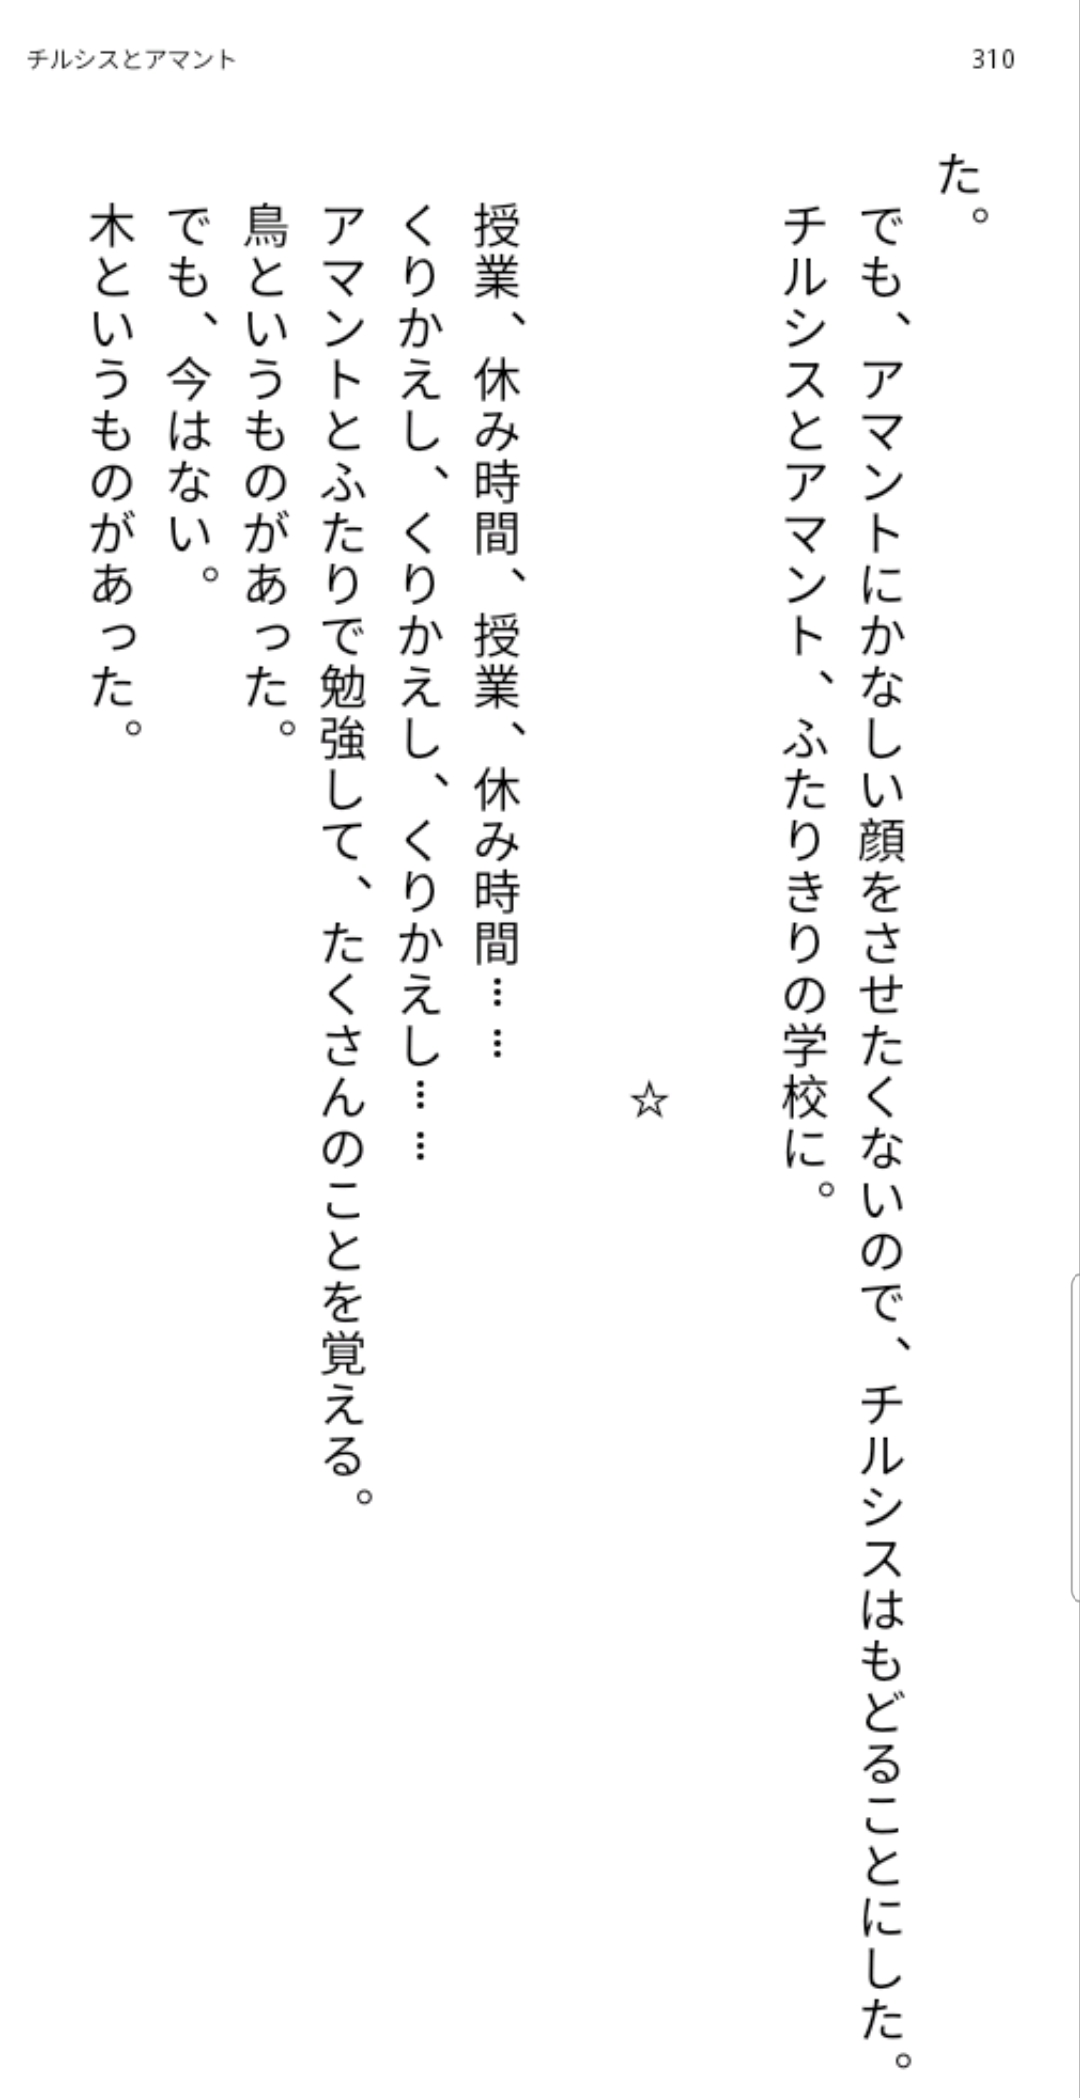 チルシスとアマント
310
た。
でも、アマントにかなしい顔をさせたくないので、チルシスはもどることにした。
チルシスとアマント、ふたりきりの学校に。
☆
授業、休み時間、授業、休み時間……
くりかえし、くりかえし、くりかえし……
アマントとふたりで勉強して、たくさんのことを覚える。
鳥というものがあった。
でも、今はない。
木というものがあった。